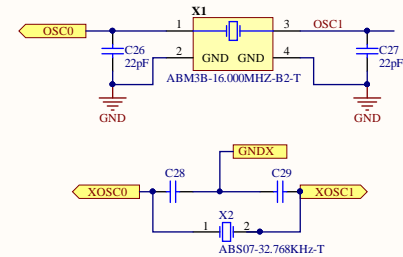 X1
OSC0 1 3 OSC1
C26 22pF 2 GND GND 4 C27 22pF
ABM3B-16.000MHZ-B2-T
GND GND
GNDX
C28 C29
XOSC0 XOSC1
X2
1 2
ABS07-32.768KHz-T